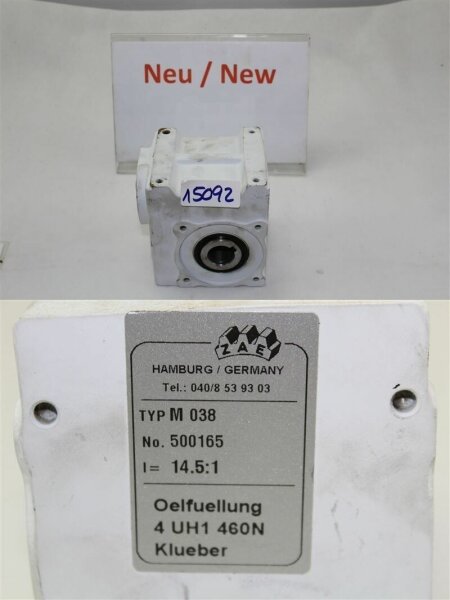 Neu / New
15092
ZAE
HAMBURG / GERMANY
Tel.: 040/8 53 93 03
TYP M 038
No. 500165
I= 14.5:1
Oelfuellung
4 UH1 460N
Klueber